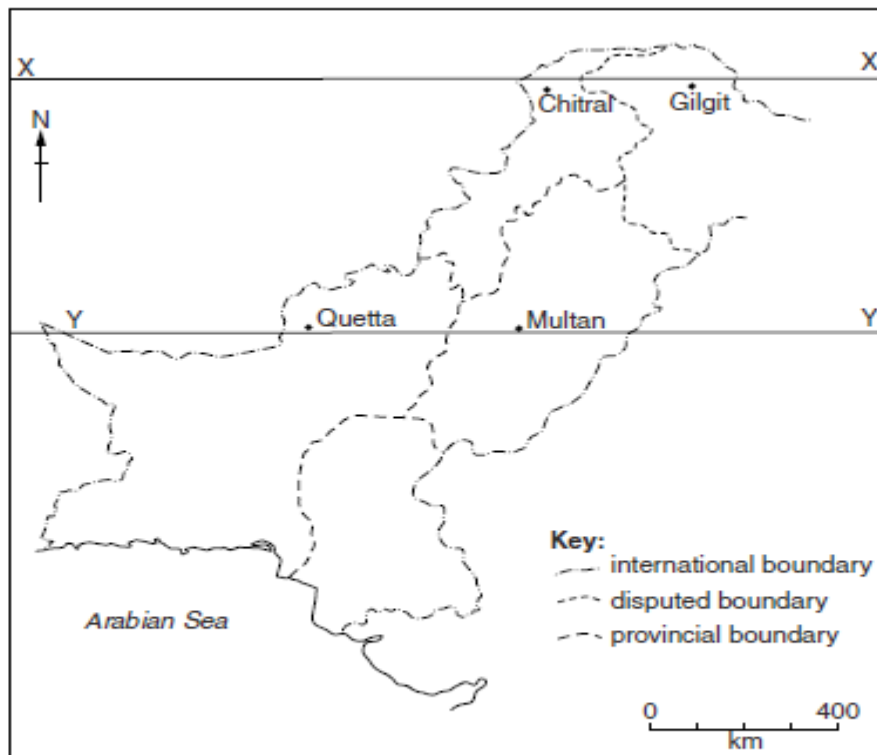 X X
N
Chitral Gilgit
Y Quetta Multan Y
Key:
international boundary
disputed boundary
provincial boundary
Arabian Sea
0 400
km